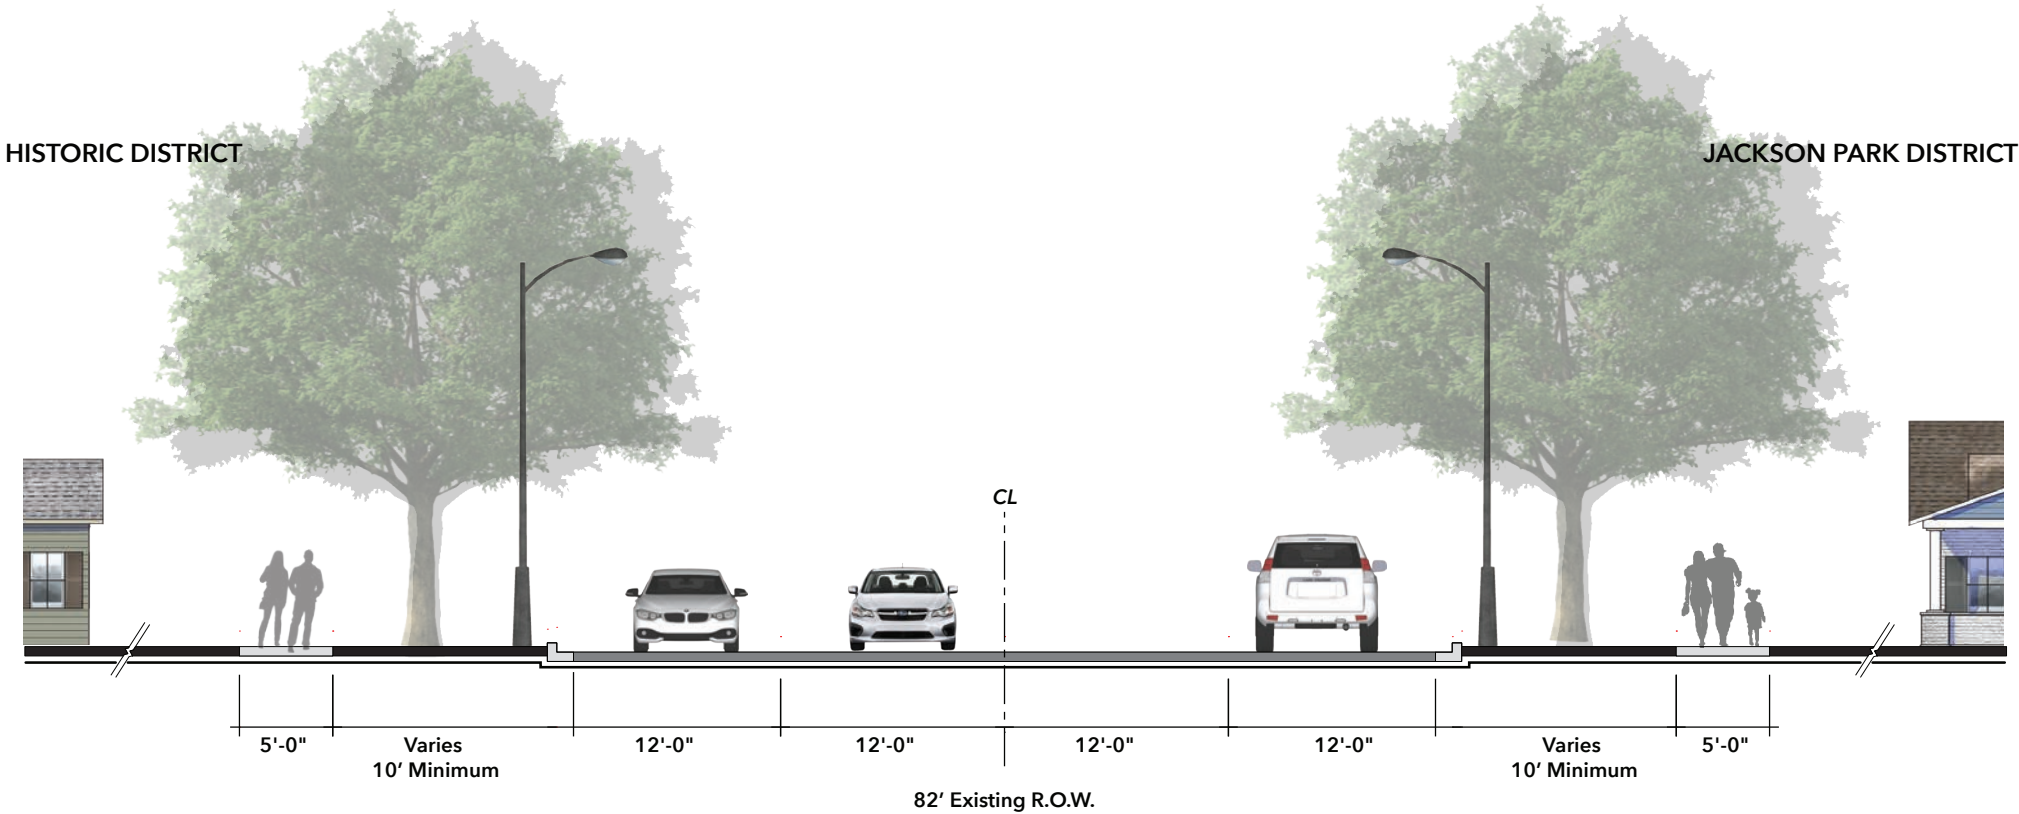 HISTORIC DISTRICT
JACKSON PARK DISTRICT
CL
5'-0"
Varies
10’ Minimum
12'-0"
12'-0"
12'-0"
12'-0"
Varies
10’ Minimum
5'-0"
82’ Existing R.O.W.